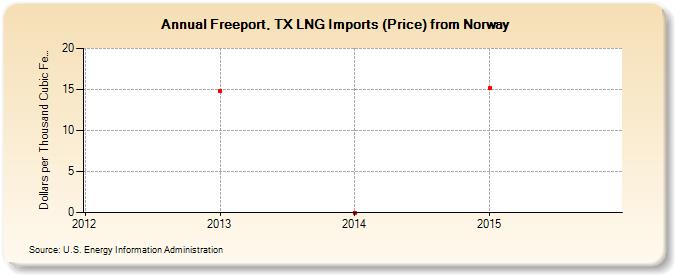 Annual Freeport, TX LNG Imports (Price) from Norway
Dollars per Thousand Cubic Fe...
20
15
10
5
0
2012 2013 2014 2015
Source: U.S. Energy Information Administration